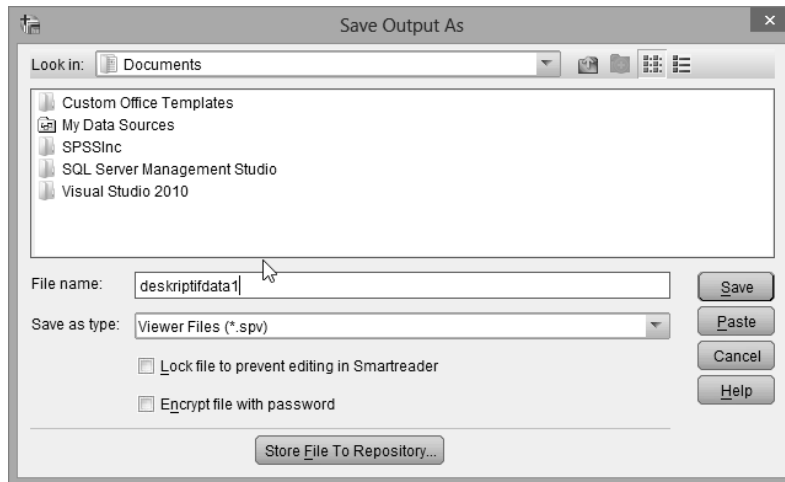 Save Output As
Look in: Documents
Custom Office Templates
My Data Sources
SPSSInc
SQL Server Management Studio
Visual Studio 2010
File name: deskriptifdata1 Save
Save as type: Viewer Files (*.spv) Paste
Lock file to prevent editing in Smartreader Cancel
Encrypt file with password Help
Store File To Repository...